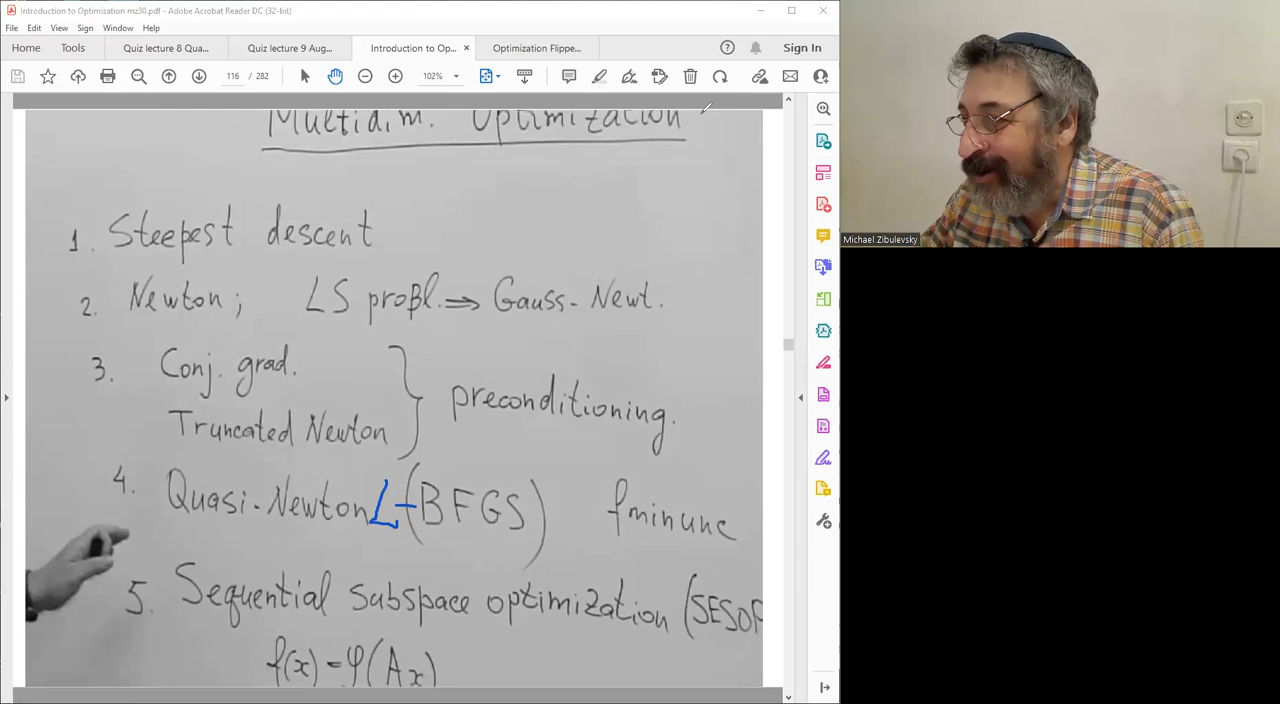 Introduction to Optimization mz30.pdf - Adobe Acrobat Reader DC (32-bit)
File Edit View Sign Window Help
Home Tools Quiz lecture 8 Qua... Quiz lecture 9 Aug... Introduction to Op... Optimization Flippe... Sign In
116 / 282 102%
Multidim. Optimization
1. Steepest descent
2. Newton; LS probl. ⇒ Gauss-Newt.
3. Conj. grad.
Truncated Newton } preconditioning.
4. Quasi-Newton L-(BFGS) fminunc
5. Sequential subspace optimization (SESOP
f(x) = φ(Ax)
Michael Zibulevsky